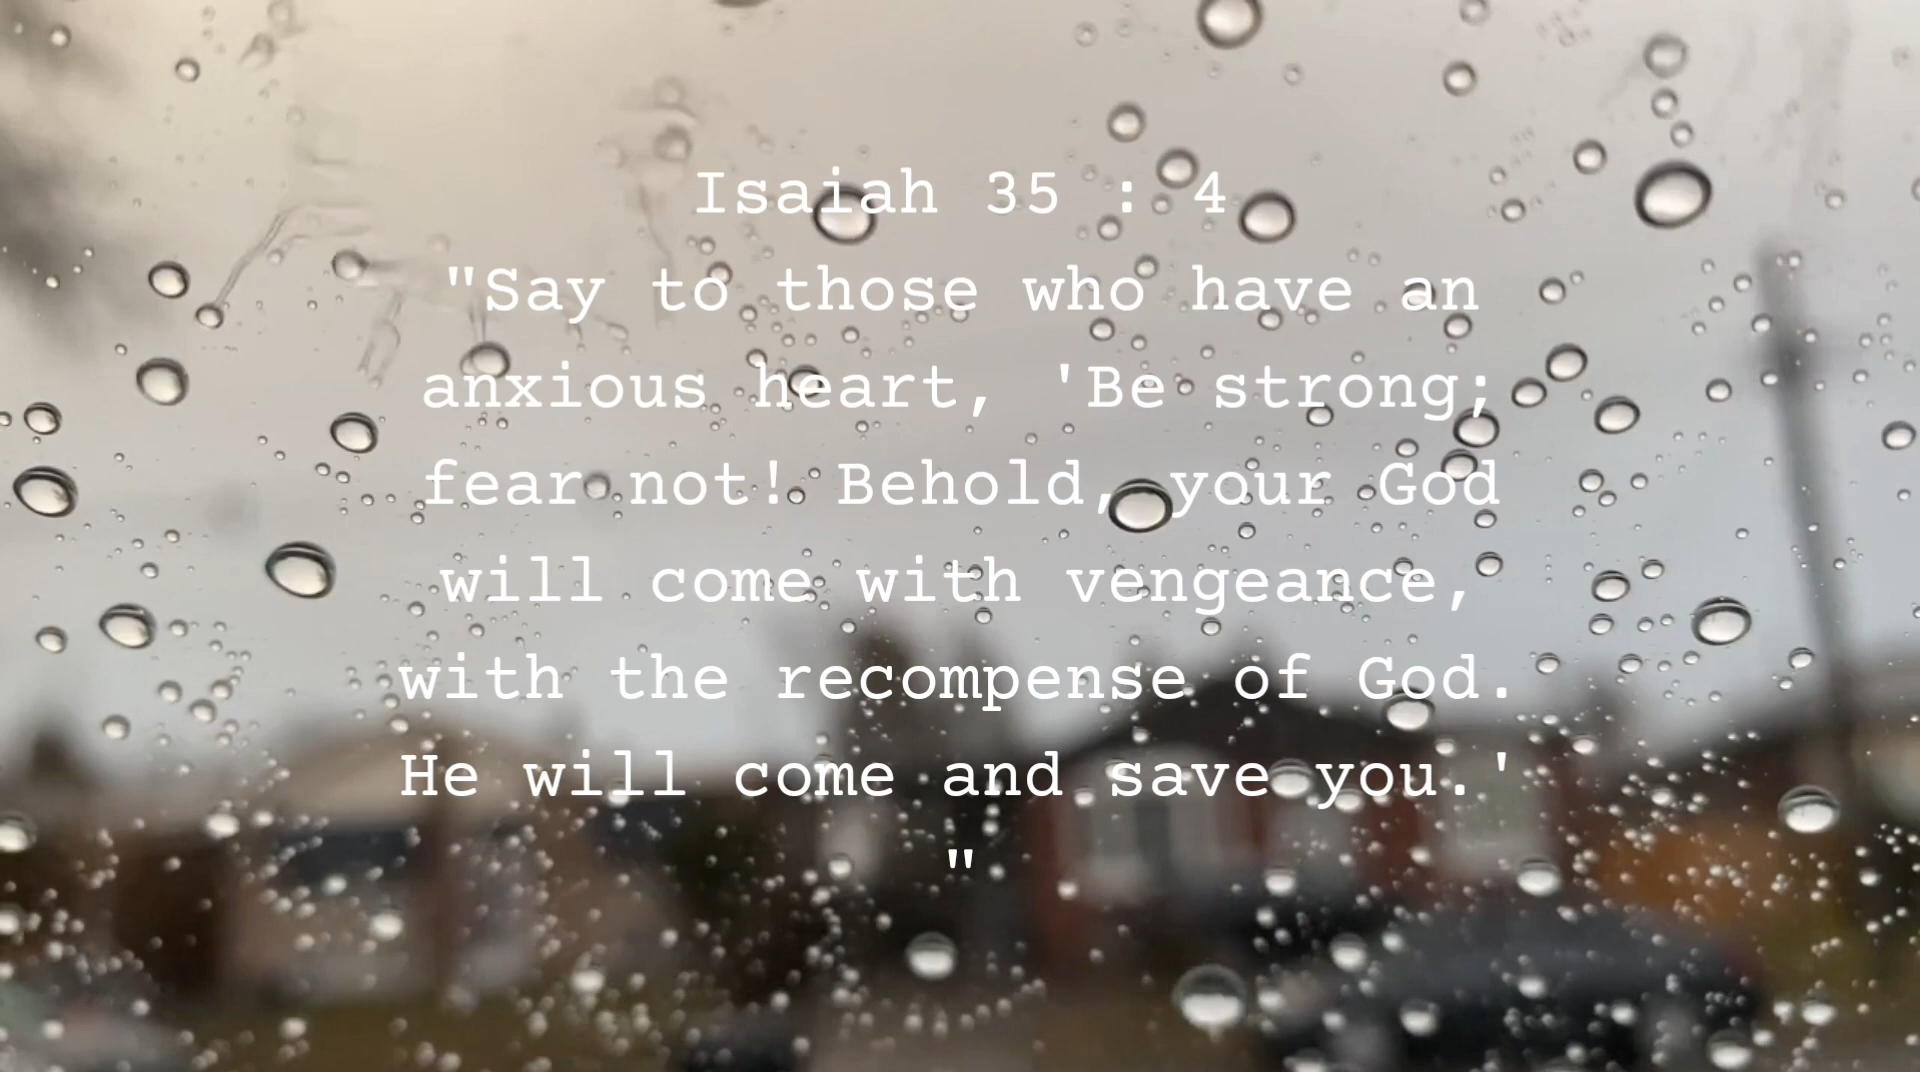 Isaiah 35 : 4
"Say to those who have an
anxious heart, 'Be strong;
fear not! Behold, your God
will come with vengeance,
with the recompense of God.
He will come and save you.'
"